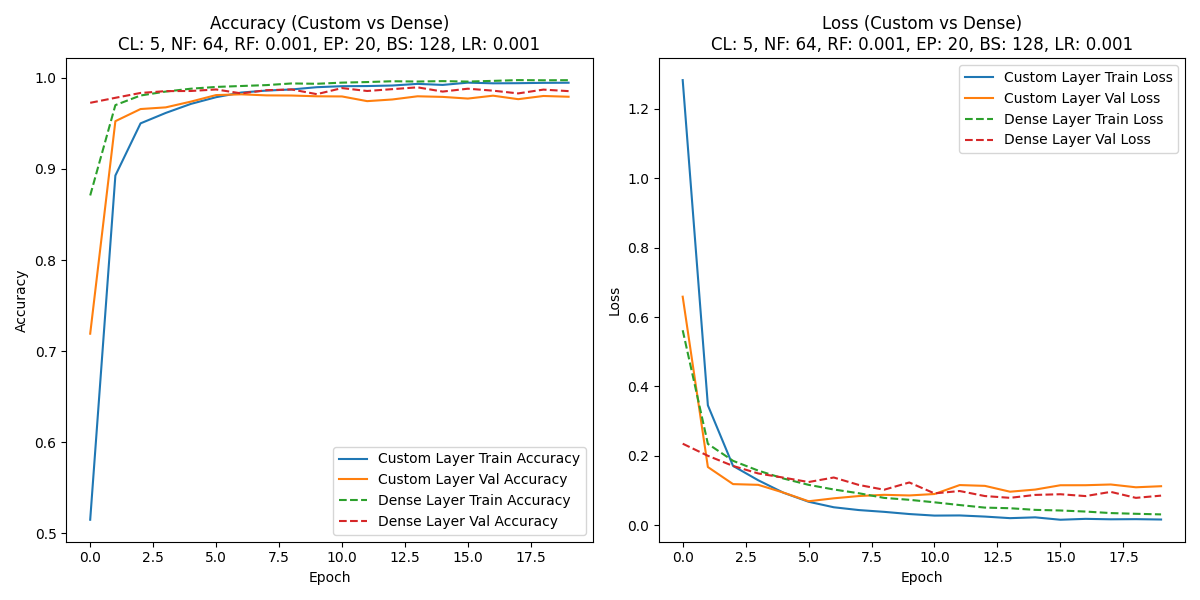 Accuracy (Custom vs Dense)
CL: 5, NF: 64, RF: 0.001, EP: 20, BS: 128, LR: 0.001
1.0
0.9
0.8
0.7
0.6
0.5
Accuracy
Custom Layer Train Accuracy
Custom Layer Val Accuracy
Dense Layer Train Accuracy
Dense Layer Val Accuracy
0.0 2.5 5.0 7.5 10.0 12.5 15.0 17.5
Epoch
Loss (Custom vs Dense)
CL: 5, NF: 64, RF: 0.001, EP: 20, BS: 128, LR: 0.001
Custom Layer Train Loss
Custom Layer Val Loss
Dense Layer Train Loss
Dense Layer Val Loss
1.2
1.0
0.8
0.6
0.4
0.2
0.0
Loss
0.0 2.5 5.0 7.5 10.0 12.5 15.0 17.5
Epoch